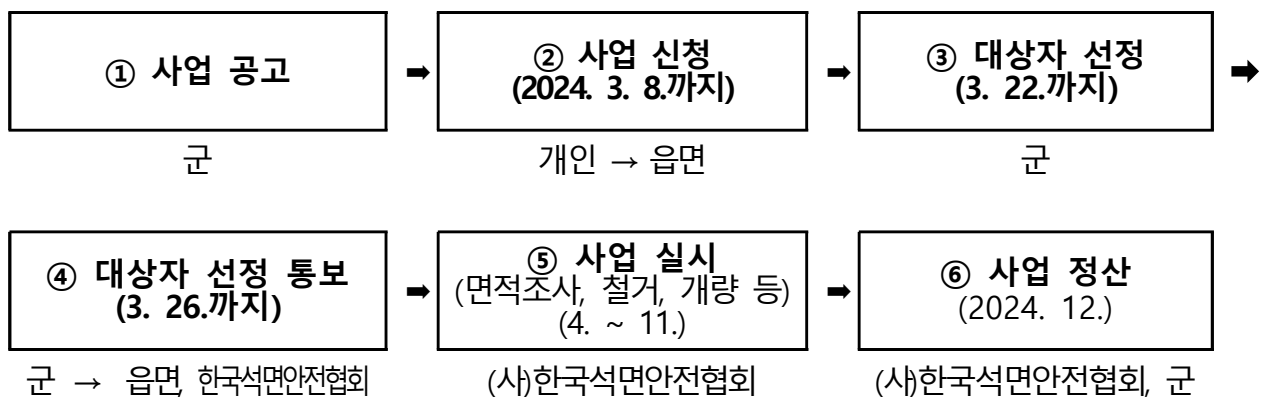 ① 사업 공고
➡
② 사업 신청
(2024. 3. 8.까지)
➡
③ 대상자 선정
(3. 22.까지)
➡
군
개인 → 읍면
군
④ 대상자 선정 통보
(3. 26.까지)
➡
⑤ 사업 실시
(면적조사, 철거, 개량 등)
(4. ~ 11.)
➡
⑥ 사업 정산
(2024. 12.)
군 → 읍면, 한국석면안전협회
(사)한국석면안전협회
(사)한국석면안전협회, 군